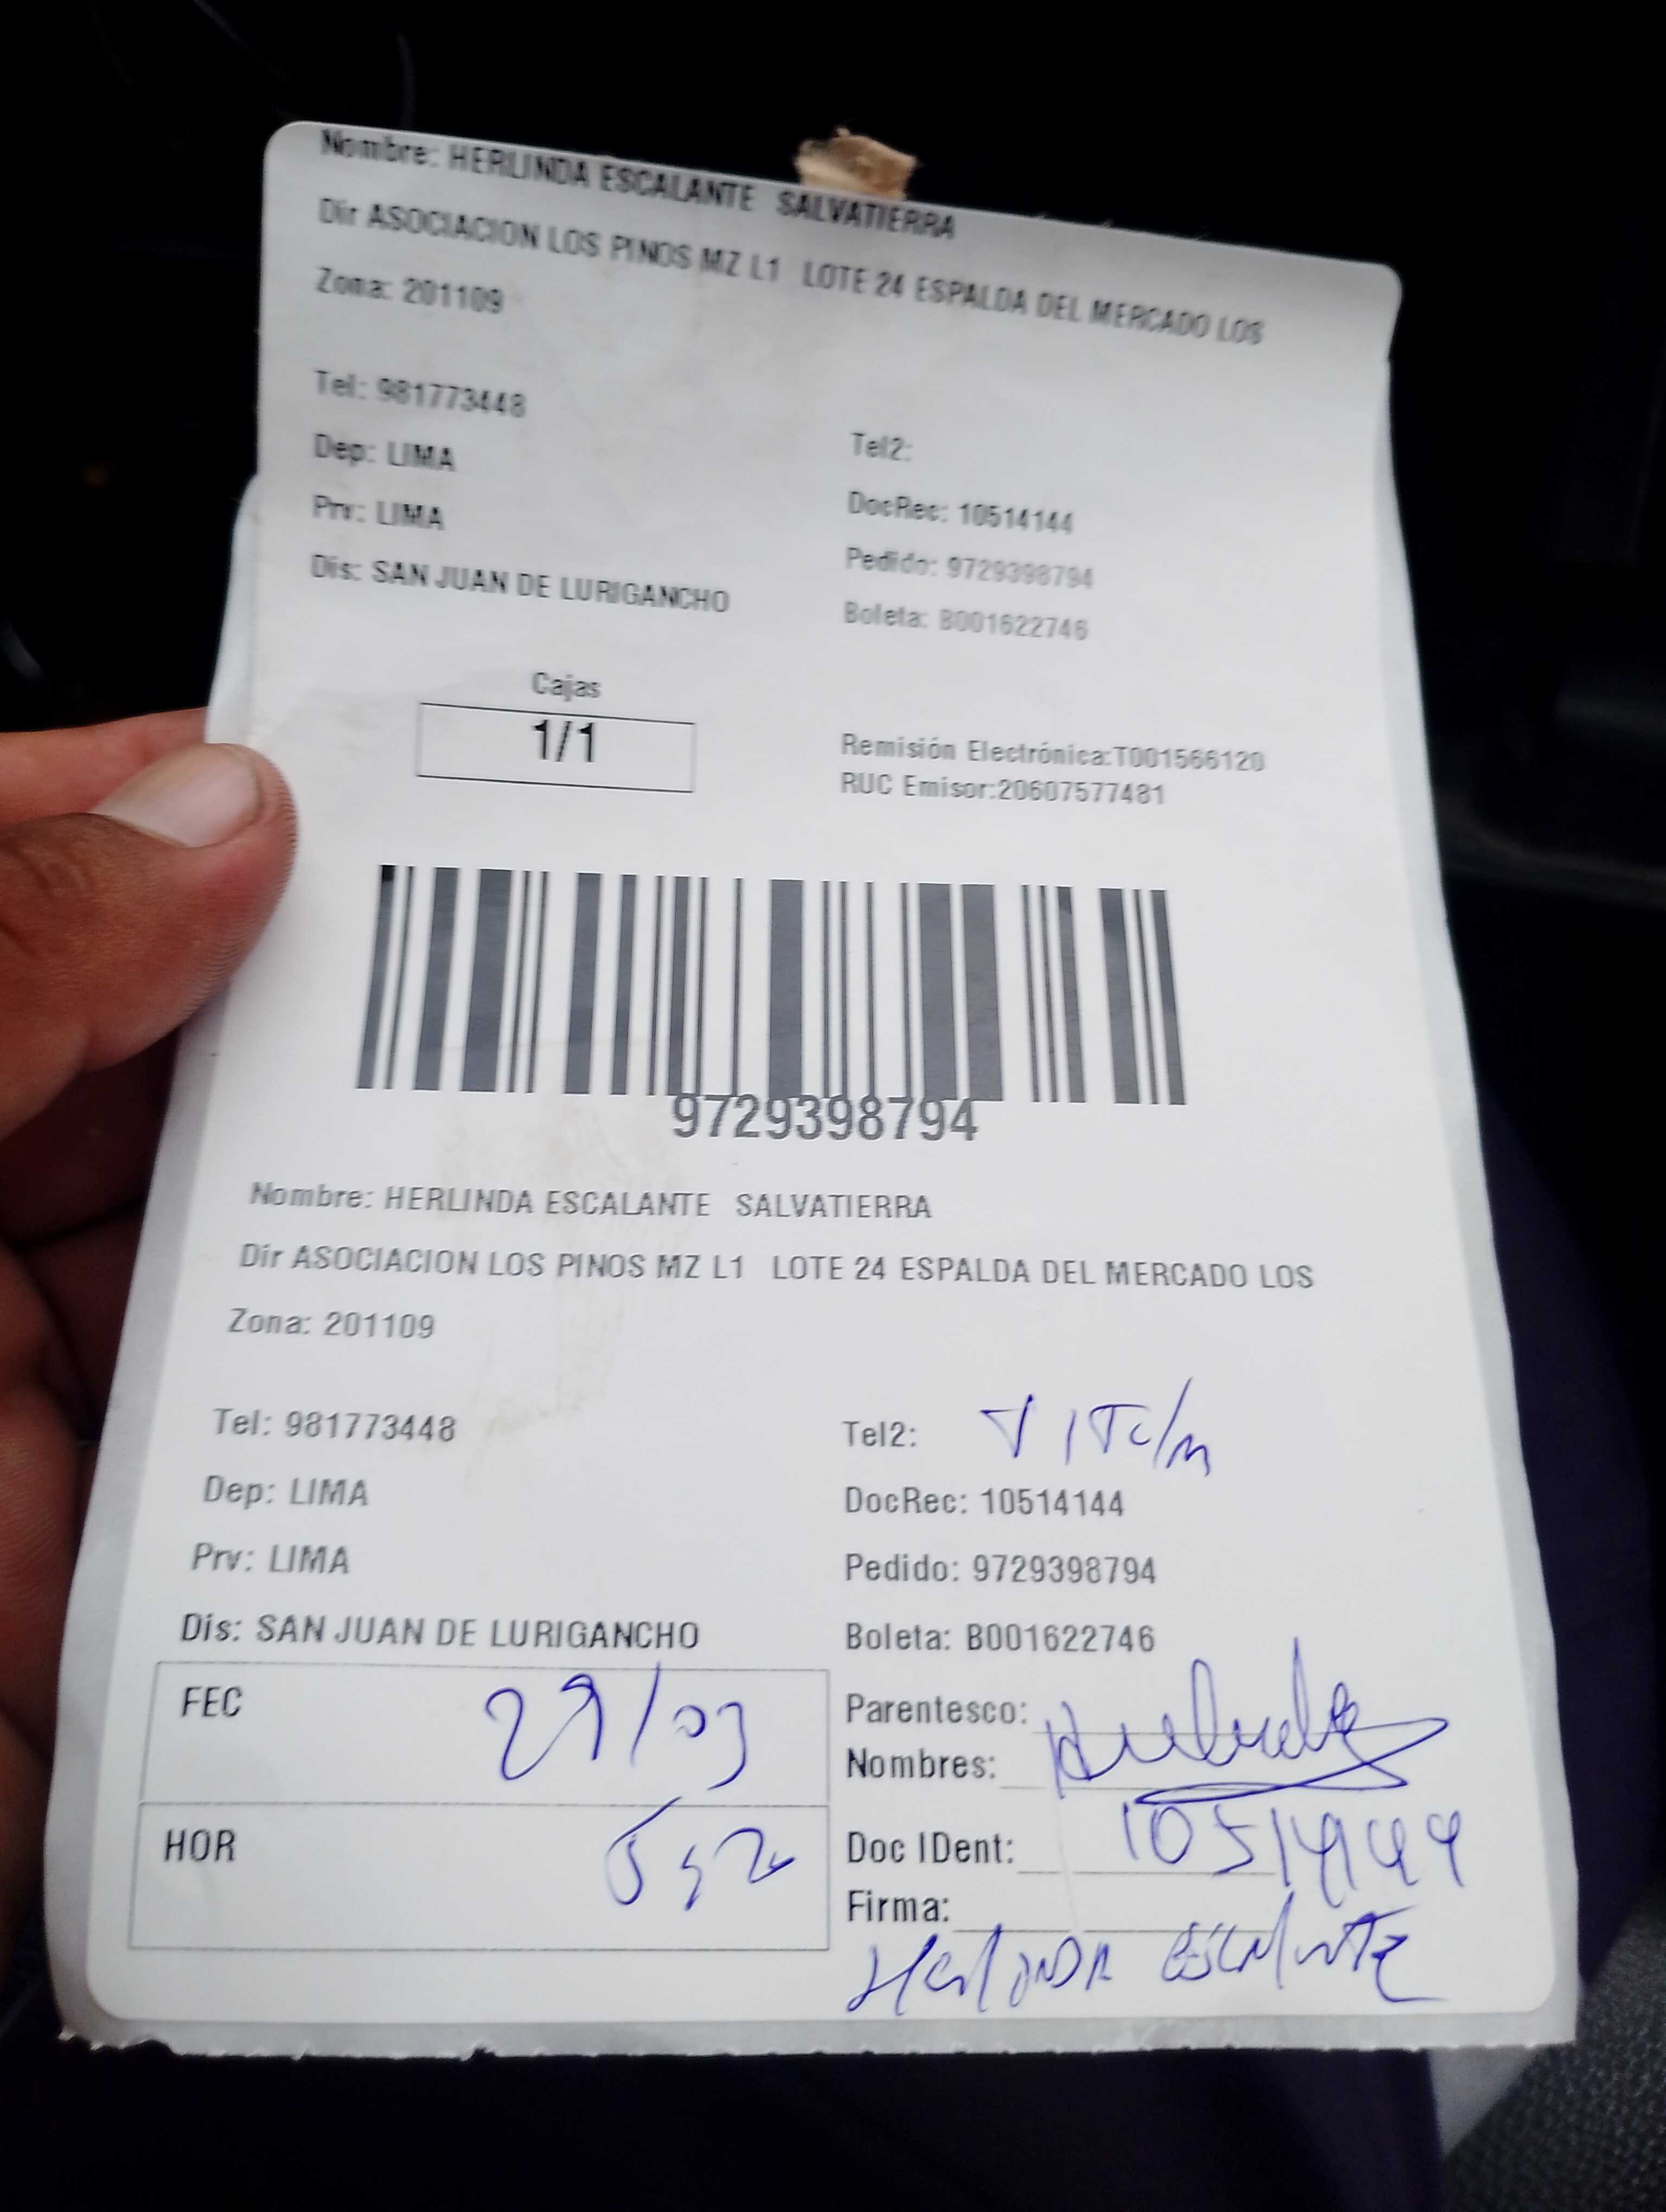 Nombre: HERLINDA ESCALANTE SALVATIERRA
Dir ASOCIACION LOS PINOS MZ L1 LOTE 24 ESPALDA DEL MERCADO LOS
Zona: 201109
Tel: 981773448
Tel2:
Dep: LIMA
DocRec: 10514144
Prv: LIMA
Pedido: 9729398794
Dis: SAN JUAN DE LURIGANCHO
Boleta: B001622746
Cajas
1/1
Remisión Electrónica:T001566120
RUC Emisor:20607577481
9729398794
Nombre: HERLINDA ESCALANTE SALVATIERRA
Dir ASOCIACION LOS PINOS MZ L1 LOTE 24 ESPALDA DEL MERCADO LOS
Zona: 201109
Tel: 981773448
Tel2:
Dep: LIMA
DocRec: 10514144
Prv: LIMA
Pedido: 9729398794
Dis: SAN JUAN DE LURIGANCHO
Boleta: B001622746
FEC 29/03
Parentesco:
Nombres:
HOR
Doc IDent: 10514144
Firma:
HERLINDA ESCALANTE